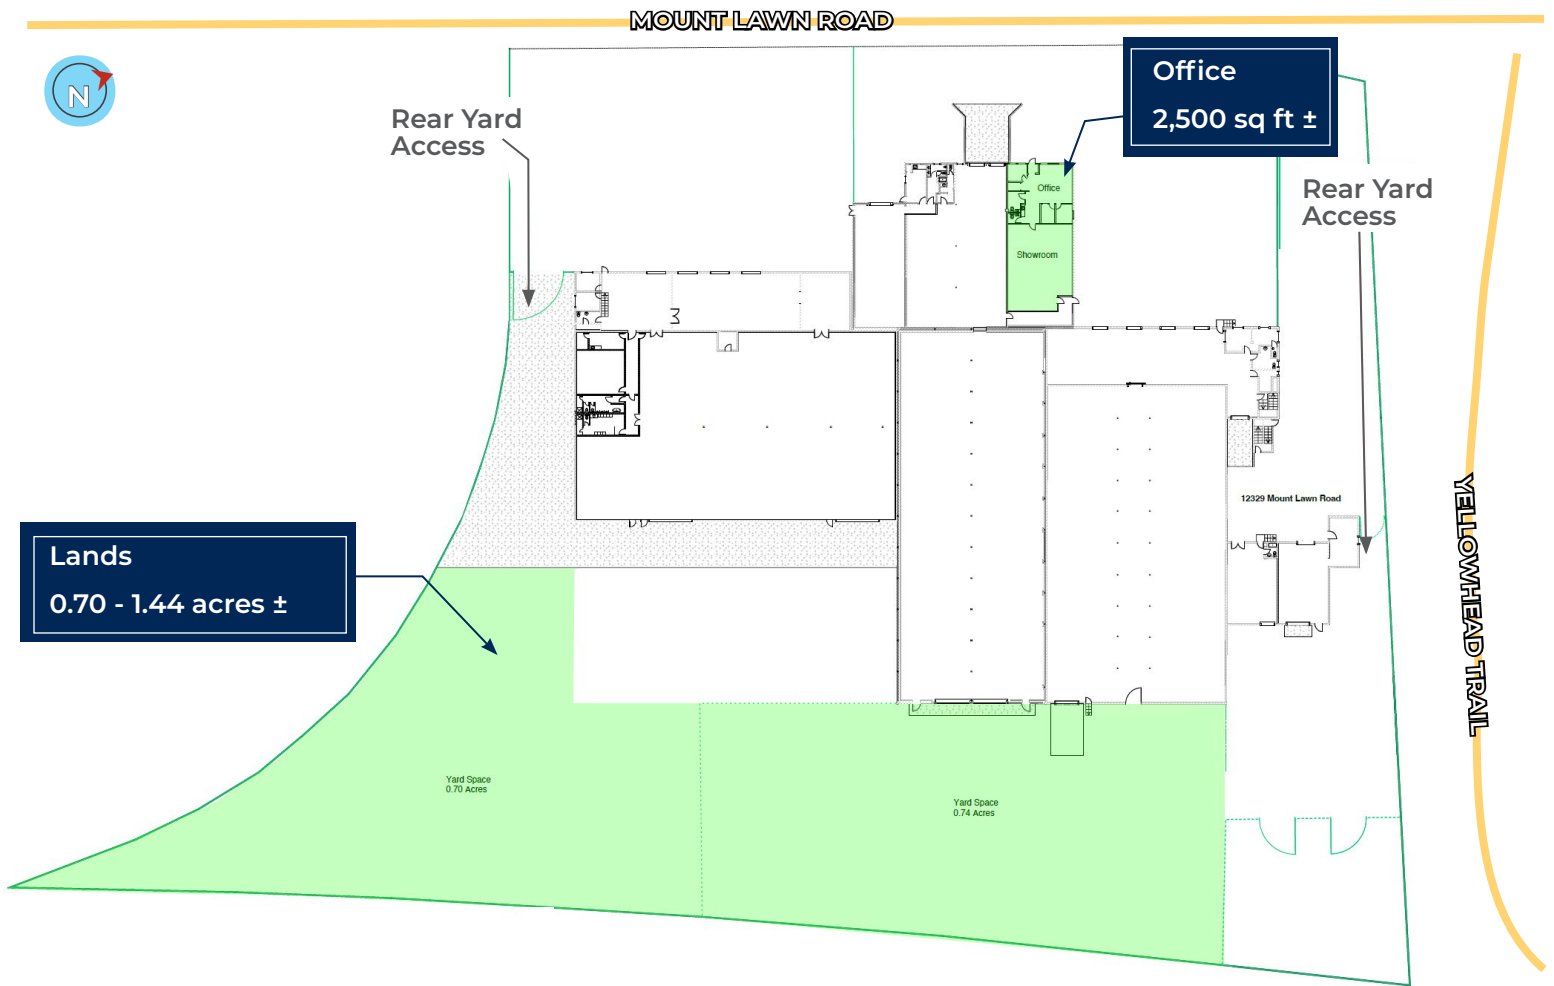 MOUNT LAWN ROAD
N
Rear Yard
Access
Office
2,500 sq ft ±
Rear Yard
Access
Office
Showroom
12329 Mount Lawn Road
YELLOWHEAD TRAIL
Lands
0.70 - 1.44 acres ±
Yard Space
0.70 Acres
Yard Space
0.74 Acres